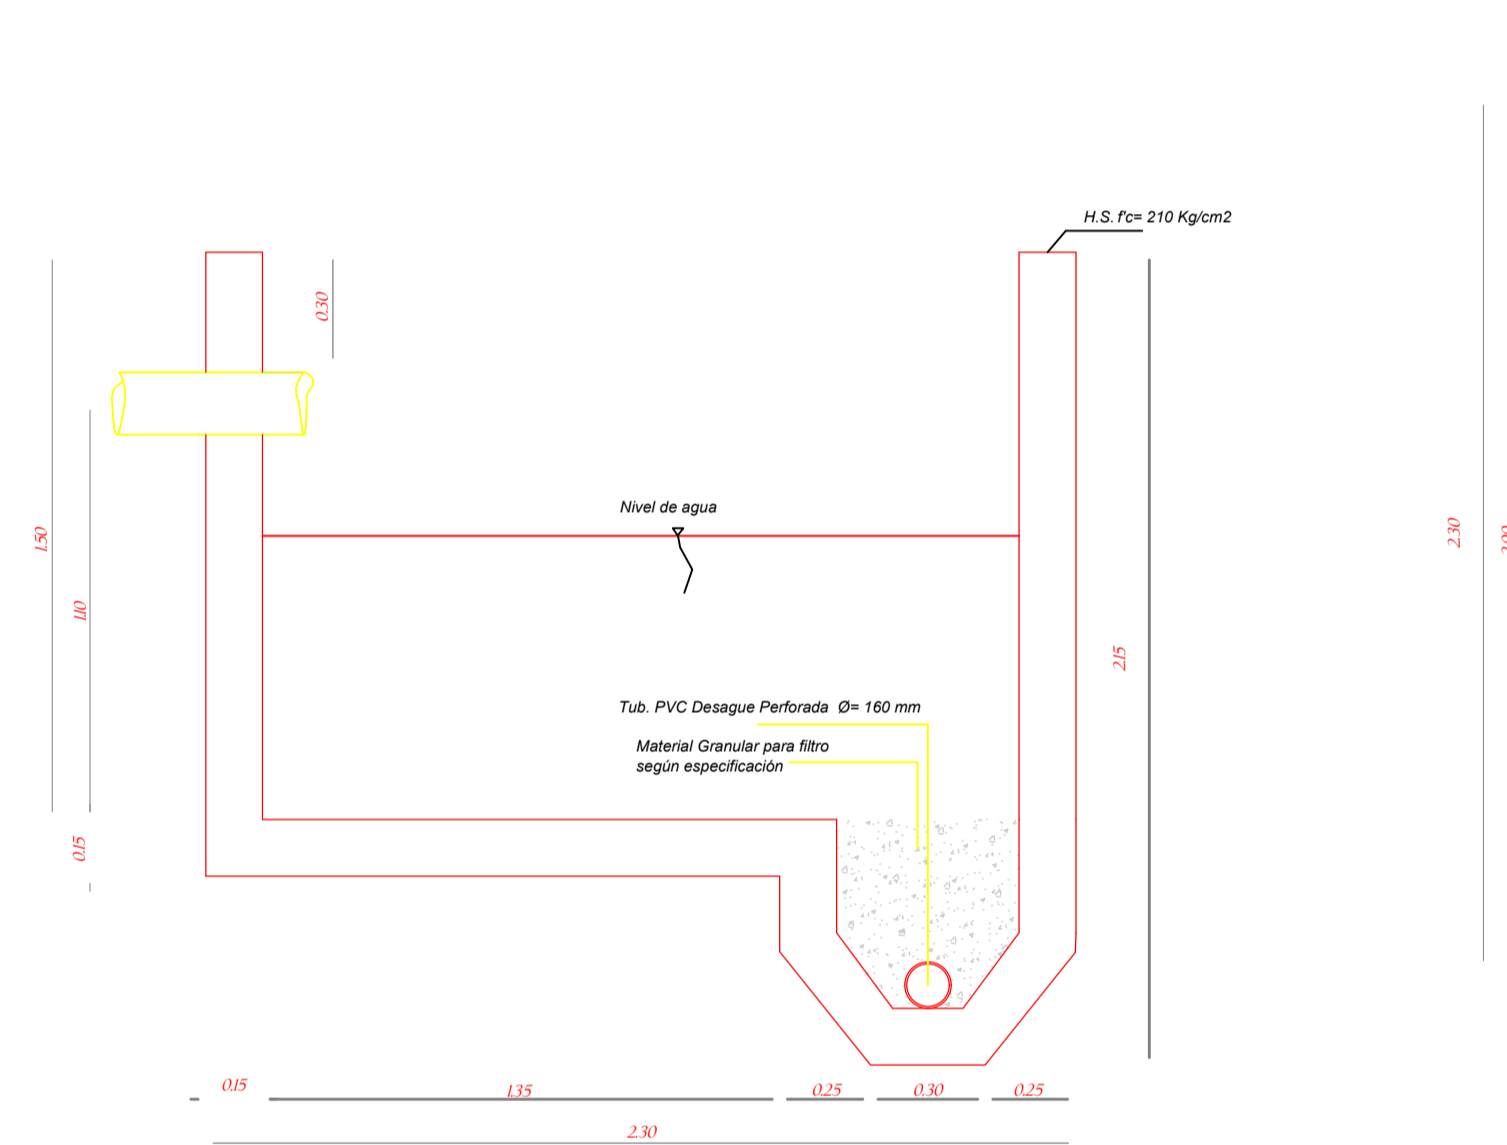 H.S. f'c= 210 Kg/cm2
0.30
Nivel de agua
1.50
2.30
1.10
2.15
Tub. PVC Desague Perforada Ø= 160 mm
Material Granular para filtro
según especificación
0.15
0.15
1.35
0.25
0.30
0.25
2.30